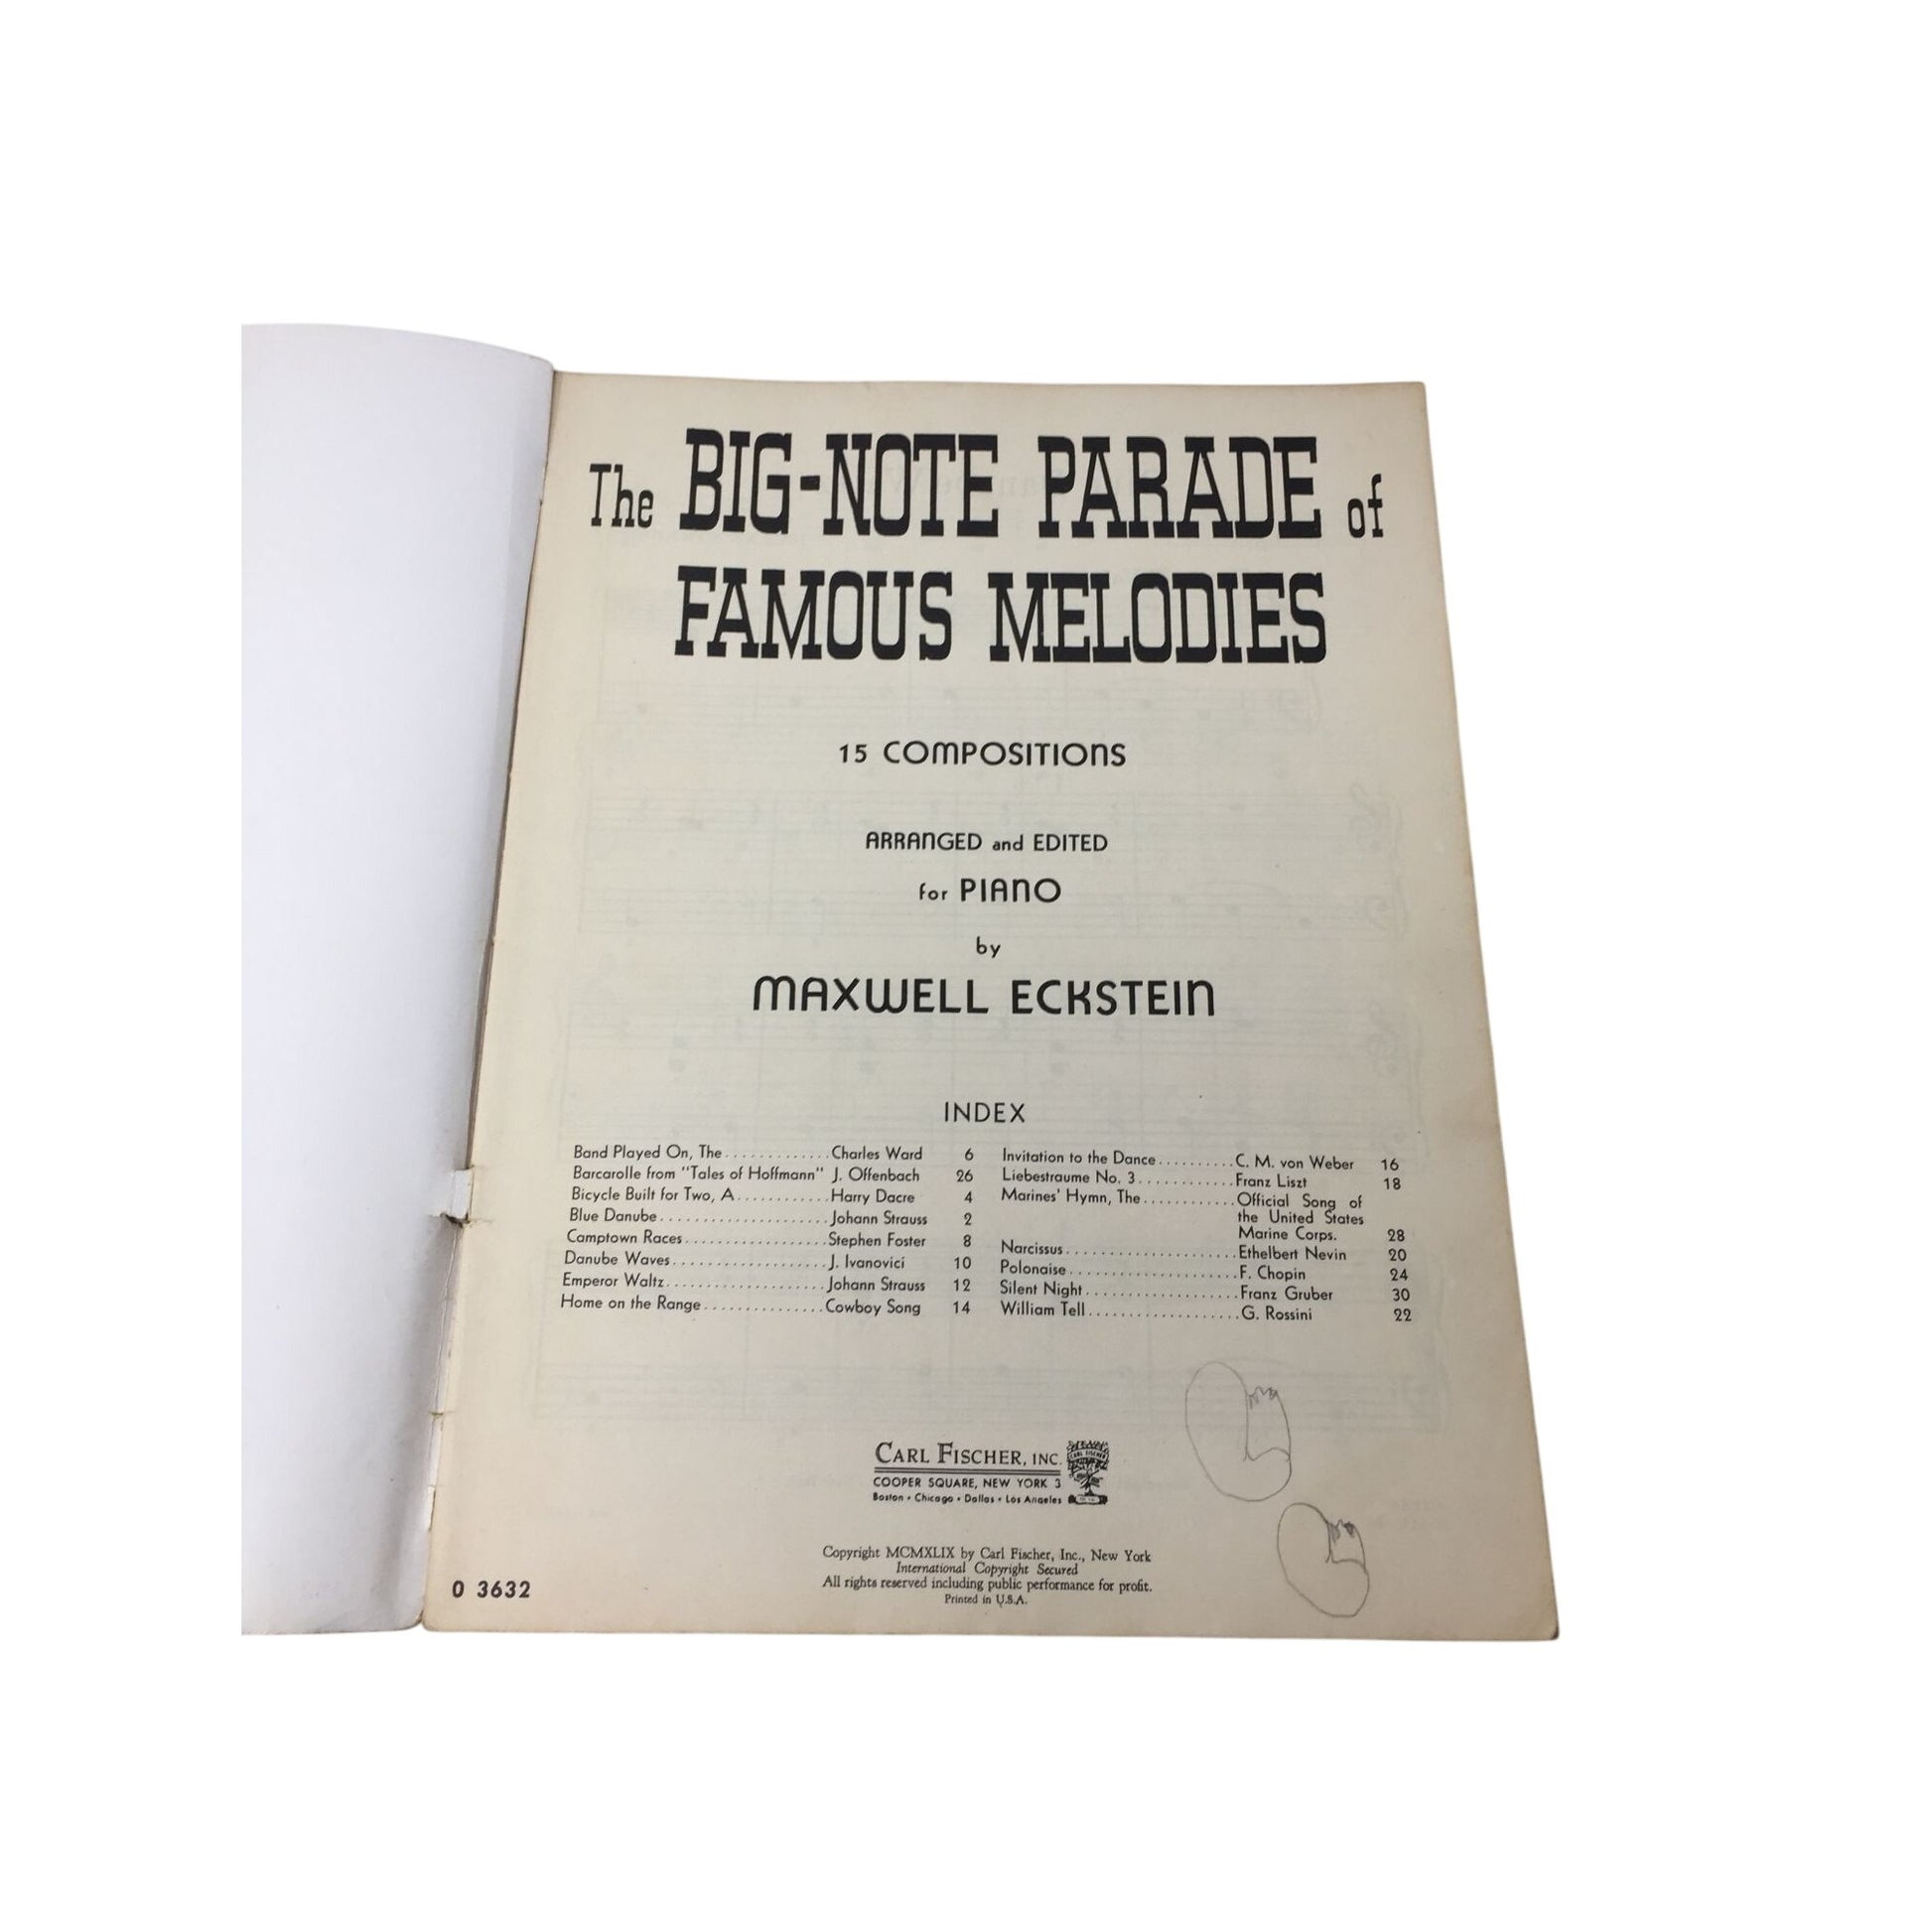 The BIG-NOTE PARADE of
FAMOUS MELODIES
15 COMPOSITIONS
ARRANGED and EDITED
for PIANO
by
MAXWELL ECKSTEIN
INDEX
Band Played On, The ............. Charles Ward 6
Barcarolle from "Tales of Hoffmann" J. Offenbach 26
Bicycle Built for Two, A ............ Harry Dacre 4
Blue Danube ..................... Johann Strauss 2
Camptown Races .................. Stephen Foster 8
Danube Waves .................... J. Ivanovici 10
Emperor Waltz .................... Johann Strauss 12
Home on the Range ............... Cowboy Song 14
Invitation to the Dance .......... C. M. von Weber 16
Liebestraume No. 3 ............ Franz Liszt 18
Marines' Hymn, The ............ Official Song of
the United States
Marine Corps. 28
Narcissus ...................... Ethelbert Nevin 20
Polonaise ...................... F. Chopin 24
Silent Night .................... Franz Gruber 30
William Tell .................... G. Rossini 22
CARL FISCHER, INC.
COOPER SQUARE, NEW YORK 3
Boston • Chicago • Dallas • Los Angeles
CARL FISCHER
Copyright MCMXLIX by Carl Fischer, Inc., New York
International Copyright Secured
All rights reserved including public performance for profit.
Printed in U.S.A.
O 3632